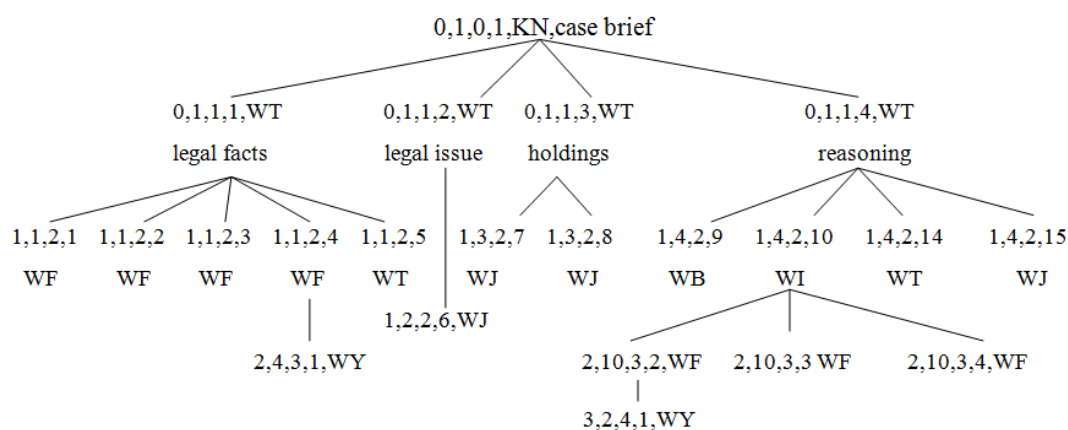 0,1,0,1,KN,case brief
0,1,1,1,WT 0,1,1,2,WT 0,1,1,3,WT 0,1,1,4,WT
legal facts legal issue holdings reasoning
1,1,2,1 1,1,2,2 1,1,2,3 1,1,2,4 1,1,2,5 1,3,2,7 1,3,2,8 1,4,2,9 1,4,2,10 1,4,2,14 1,4,2,15
WF WF WF WF WT WJ WJ WB WI WT WJ
1,2,2,6,WJ
2,4,3,1,WY 2,10,3,2,WF 2,10,3,3 WF 2,10,3,4,WF
3,2,4,1,WY